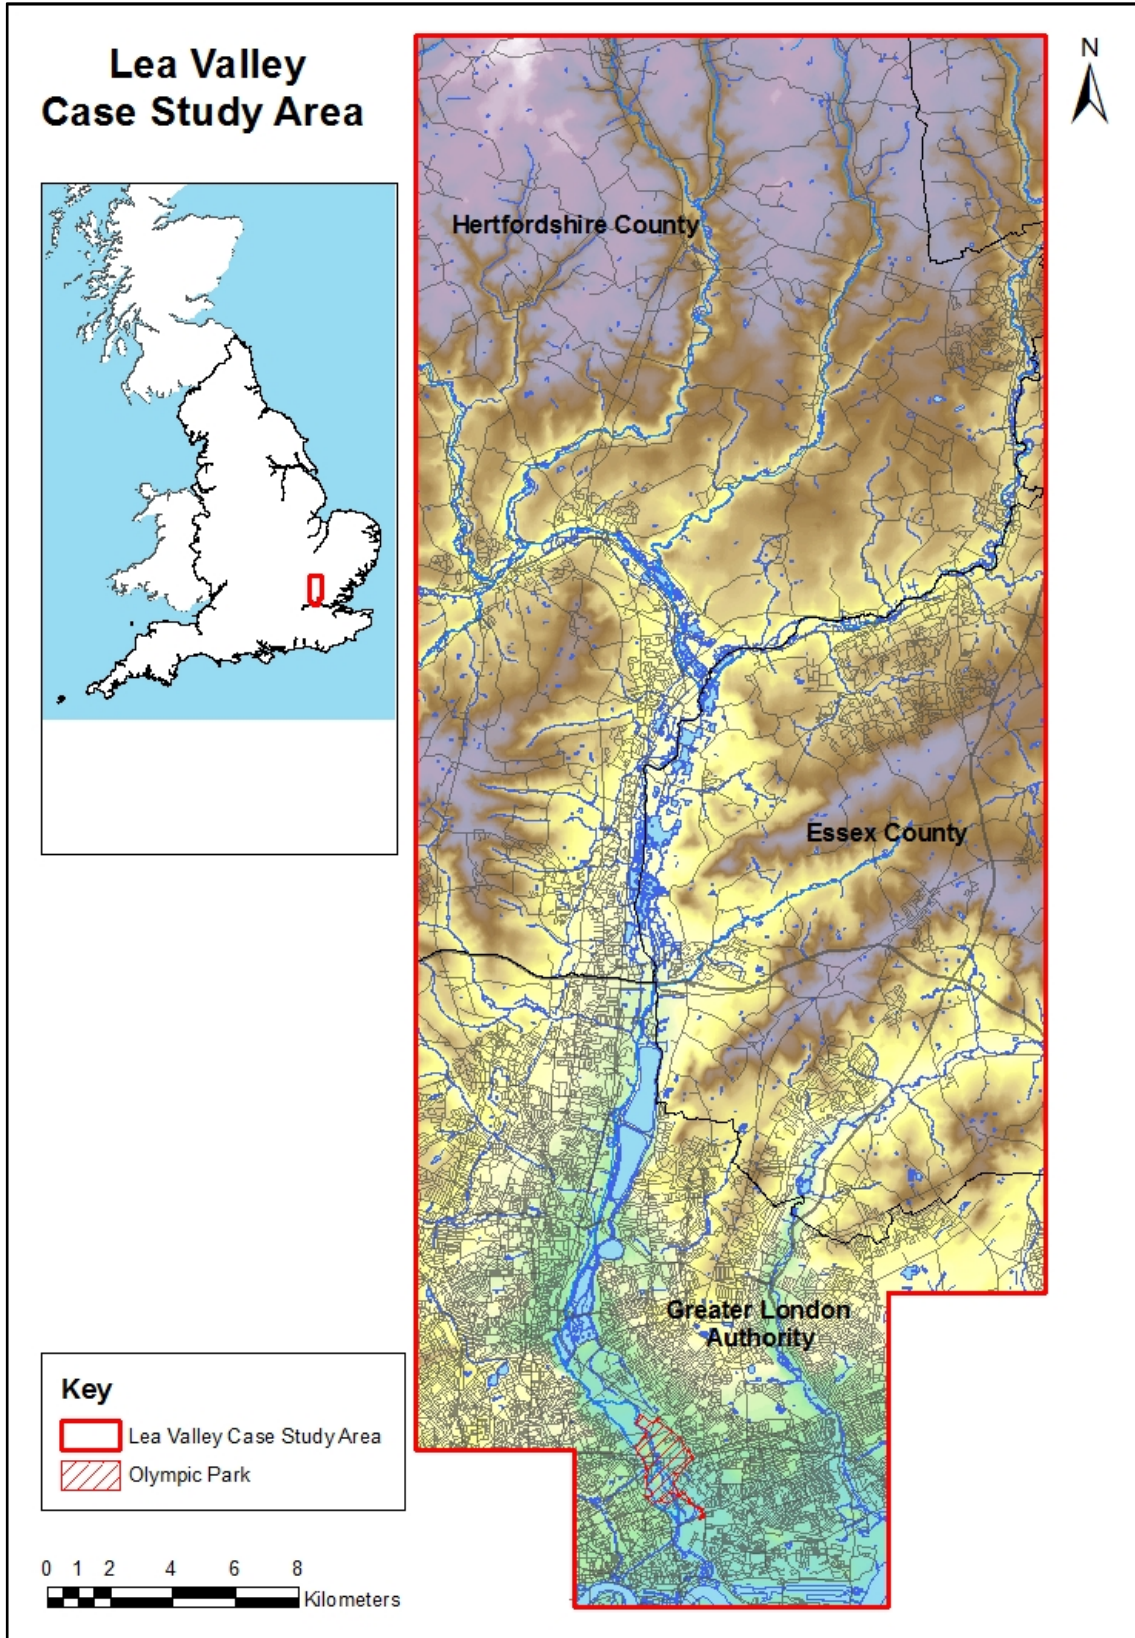 Lea Valley
Case Study Area
N
Hertfordshire County
Essex County
Greater London
Authority
Key
Lea Valley Case Study Area
Olympic Park
0 1 2 4 6 8
Kilometers